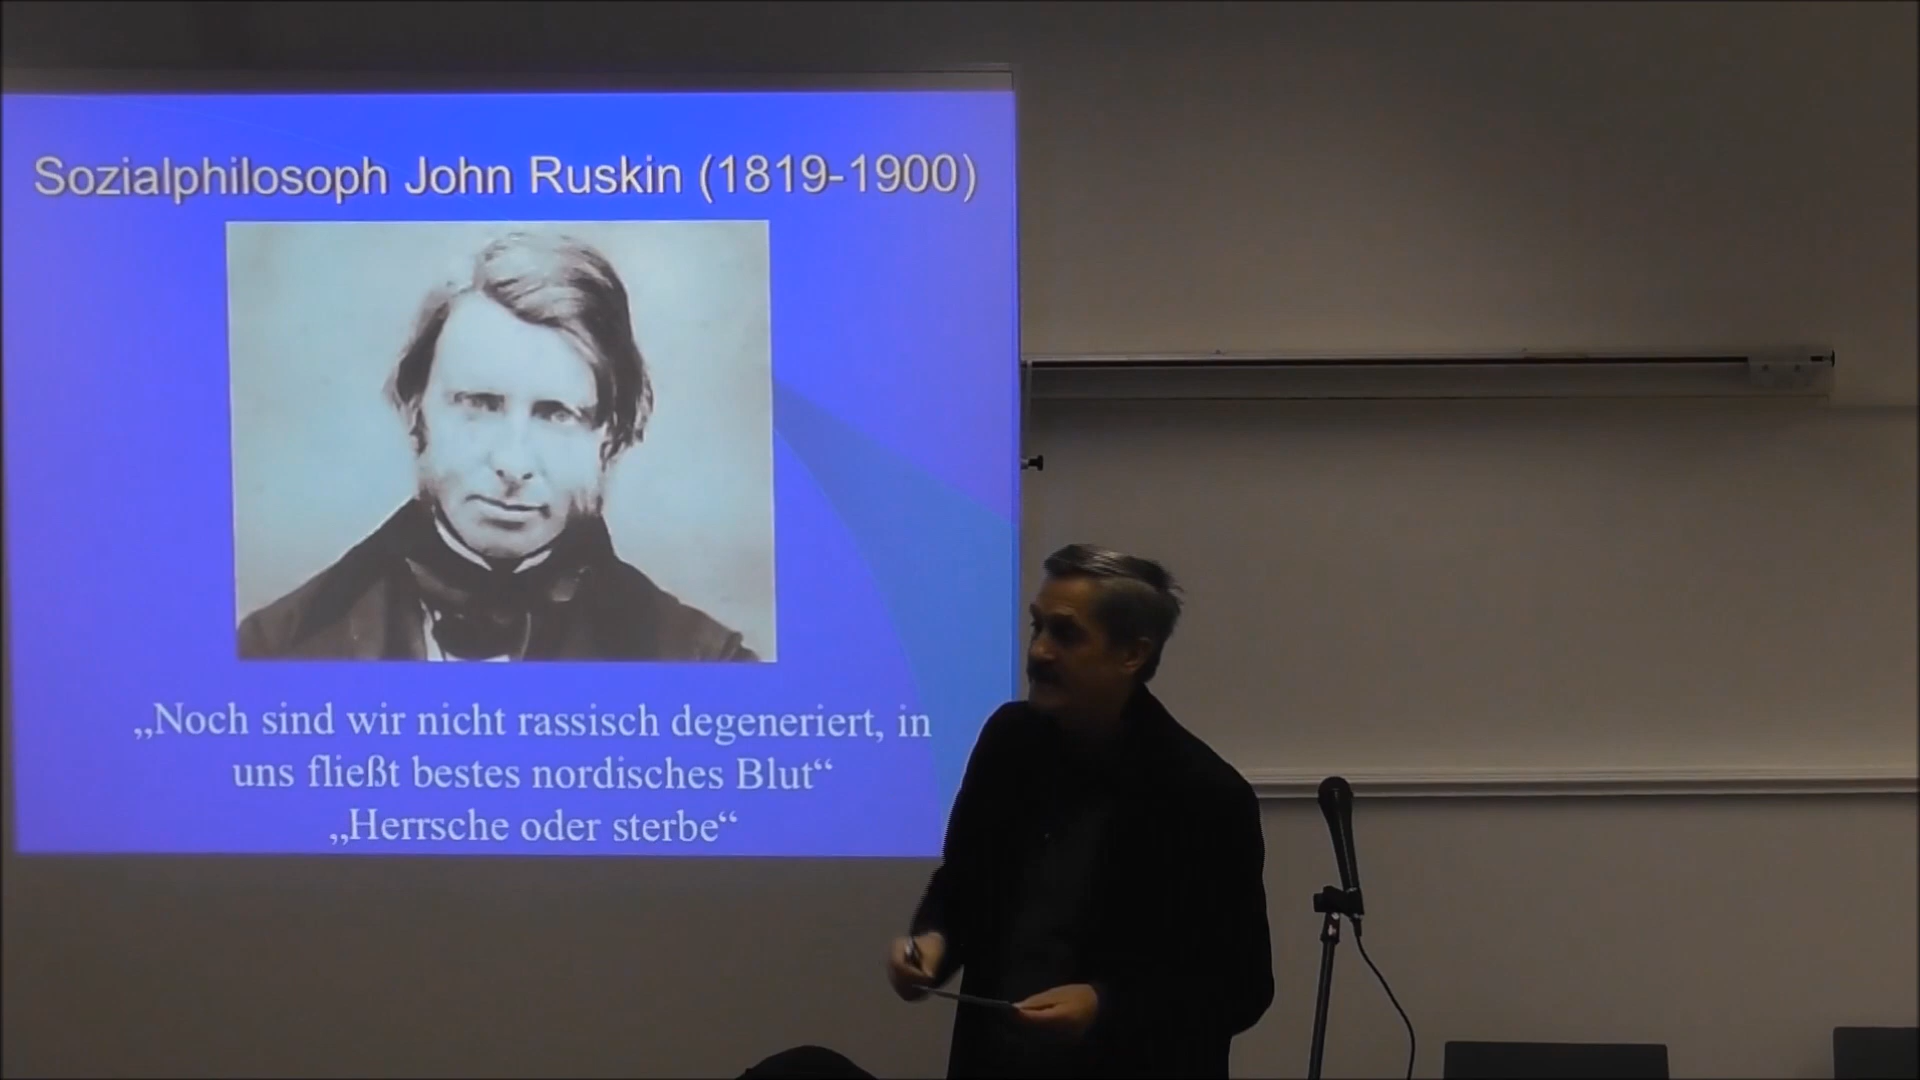 Sozialphilosoph John Ruskin (1819-1900)
„Noch sind wir nicht rassisch degeneriert, in
uns fließt bestes nordisches Blut“
„Herrsche oder sterbe“